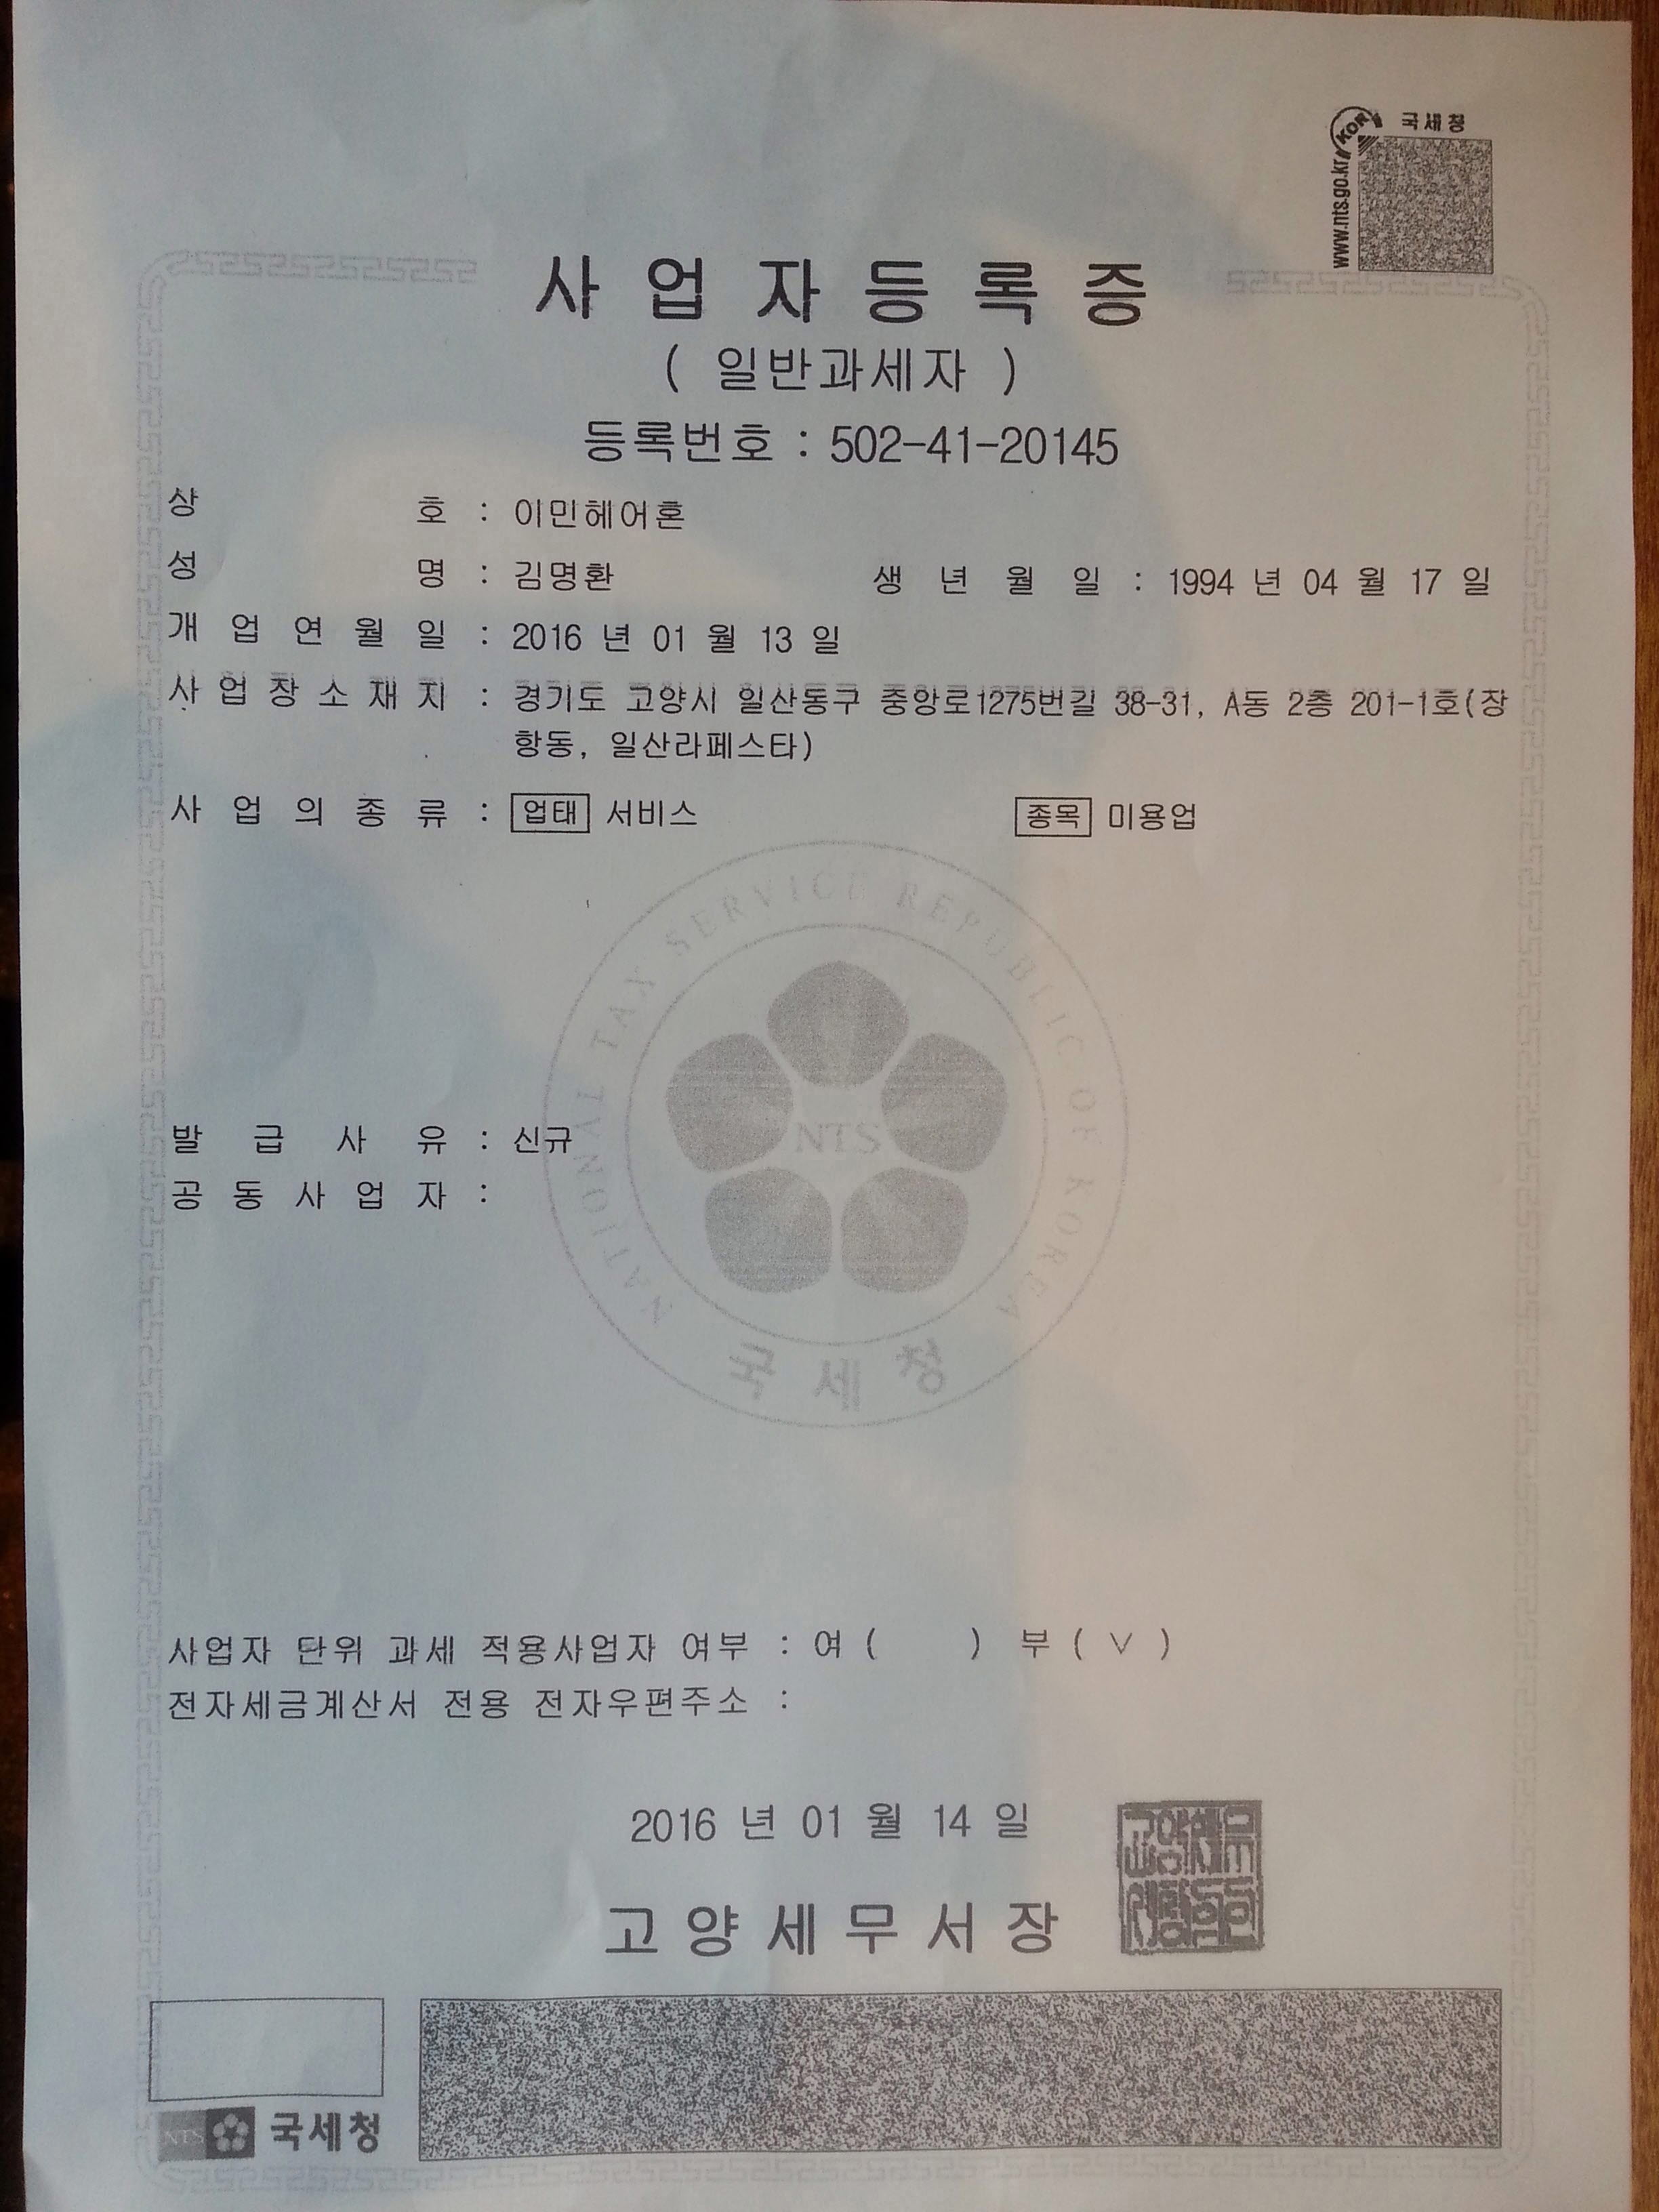 국세청
KOR
www.nts.go.kr
사업자등록증
( 일반과세자 )
등록번호 : 502-41-20145
상 호 : 이민헤어혼
성 명 : 김명환 생 년 월 일 : 1994 년 04 월 17 일
개 업 연 월 일 : 2016 년 01 월 13 일
사 업 장 소 재 지 : 경기도 고양시 일산동구 중앙로1275번길 38-31, A동 2층 201-1호(장
항동, 일산라페스타)
사 업 의 종 류 : 업태 서비스 종목 미용업
NATIONAL TAX SERVICE REPUBLIC OF KOREA
NTS
국세청
발 급 사 유 : 신규
공 동 사 업 자 :
사업자 단위 과세 적용사업자 여부 : 여 ( ) 부 ( ∨ )
전자세금계산서 전용 전자우편주소 :
2016 년 01 월 14 일
고양세무서장
NTS 국세청